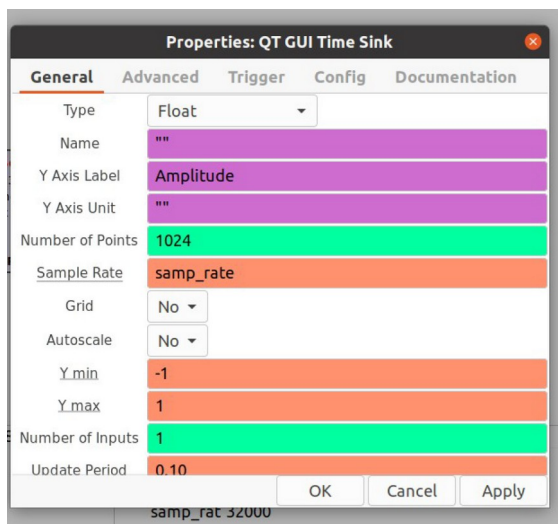 Properties: QT GUI Time Sink
General Advanced Trigger Config Documentation
Type Float
Name ""
Y Axis Label Amplitude
Y Axis Unit ""
Number of Points 1024
Sample Rate samp_rate
Grid No
Autoscale No
Y min -1
Y max 1
Number of Inputs 1
Update Period 0.10
OK Cancel Apply
samp_rat 32000